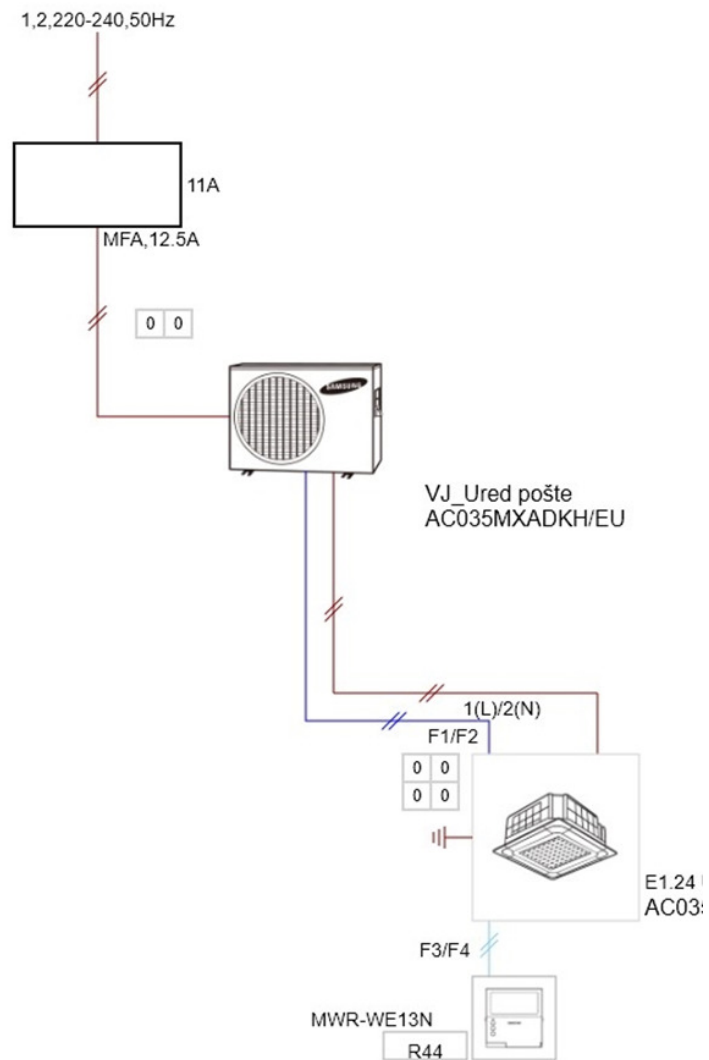 1,2,220-240,50Hz
11A
MFA,12.5A
0 0
SAMSUNG
VJ_Ured pošte
AC035MXADKH/EU
1(L)/2(N)
F1/F2
0 0
0 0
E1.24
AC035
F3/F4
MWR-WE13N
R44